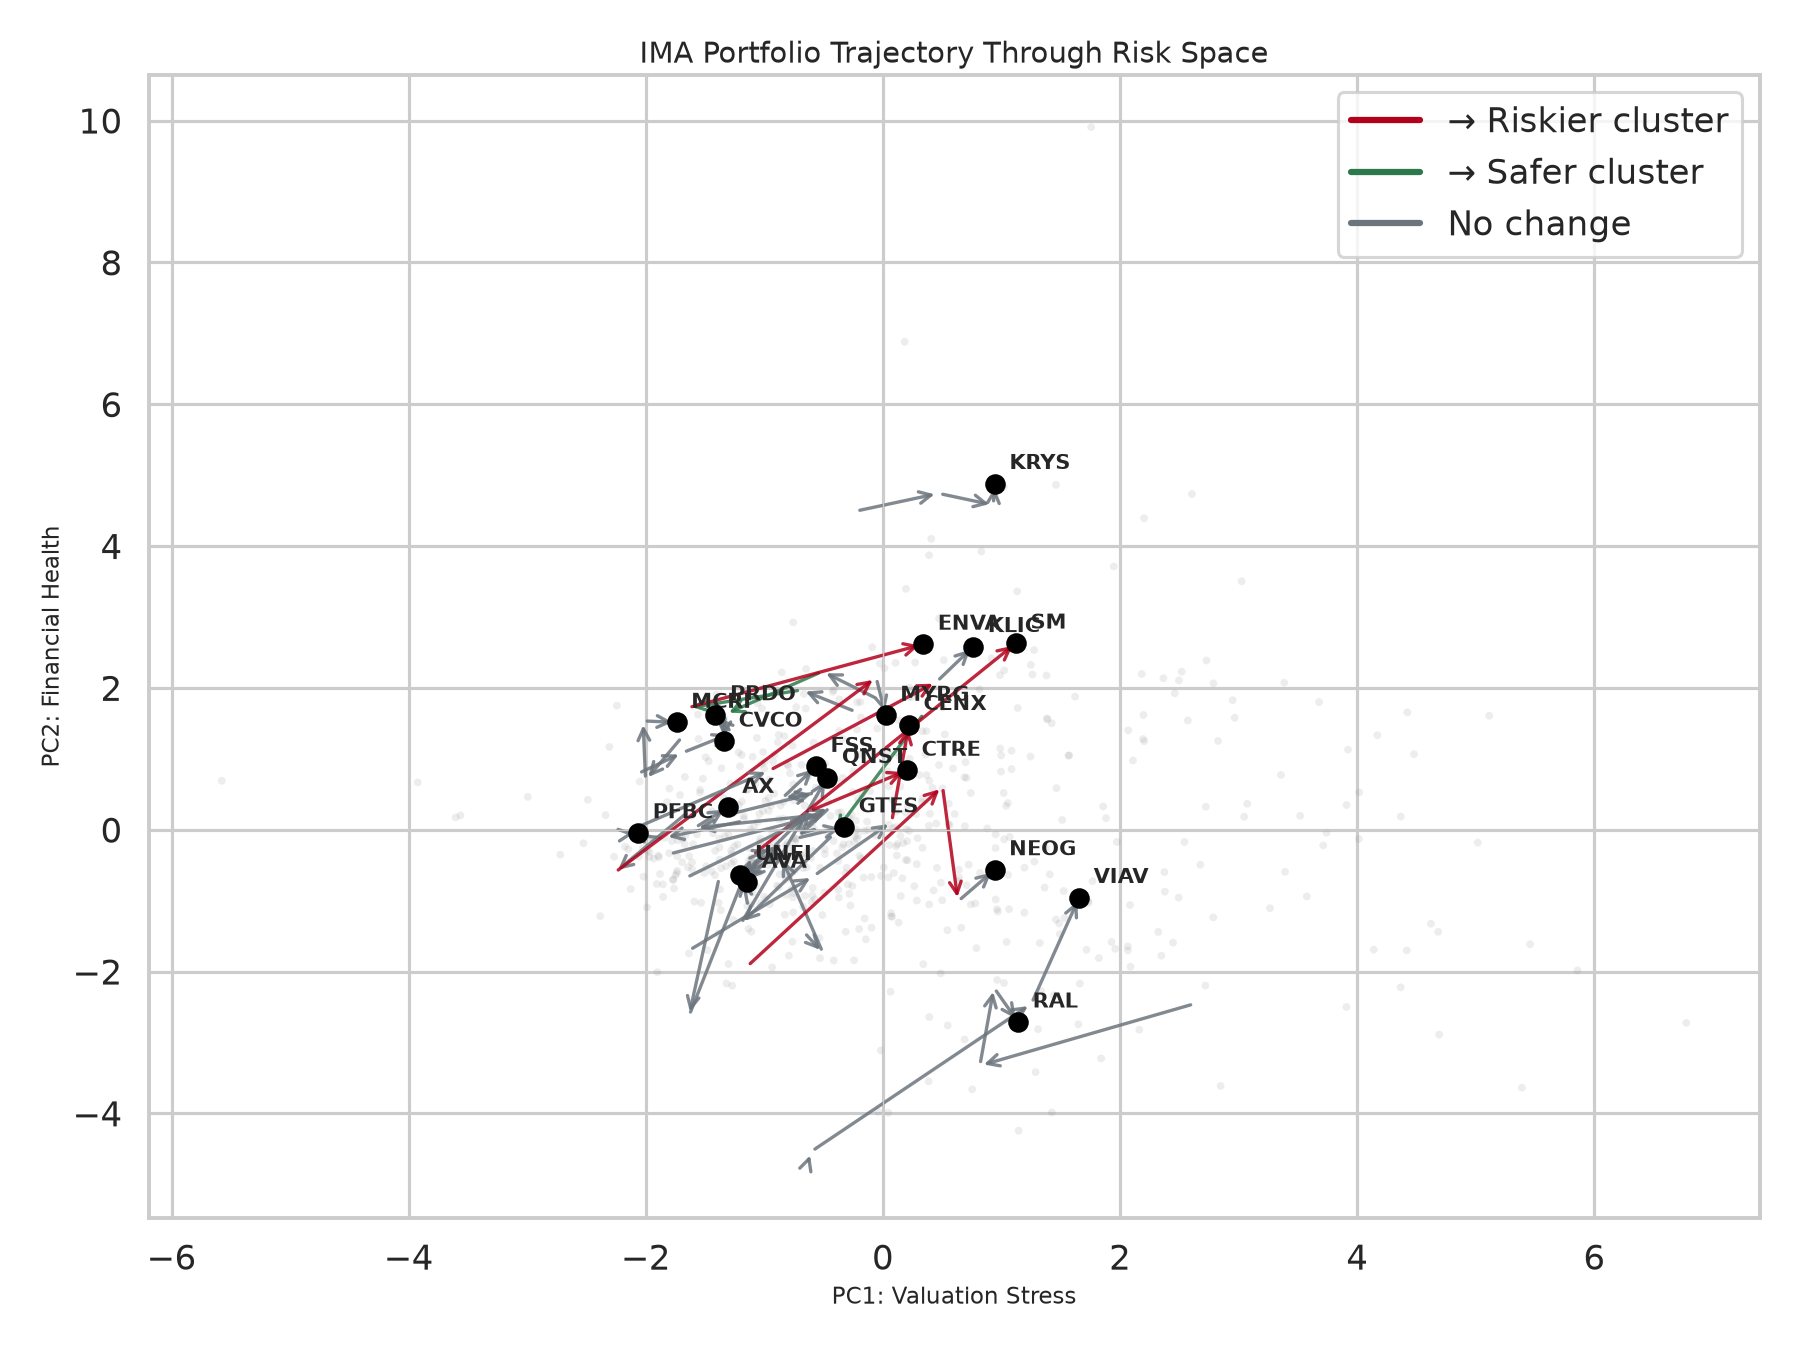 IMA Portfolio Trajectory Through Risk Space
→ Riskier cluster
→ Safer cluster
No change
10
8
6
4
2
0
−2
−4
PC2: Financial Health
KRYS
ENVA
KLIC
SM
MCRI
PRDO
CVCO
MYRG
CENX
CTRE
FSS
QNST
AX
PFBC
GTES
UNFI
AVA
NEOG
VIAV
RAL
−6
−4
−2
0
2
4
6
PC1: Valuation Stress